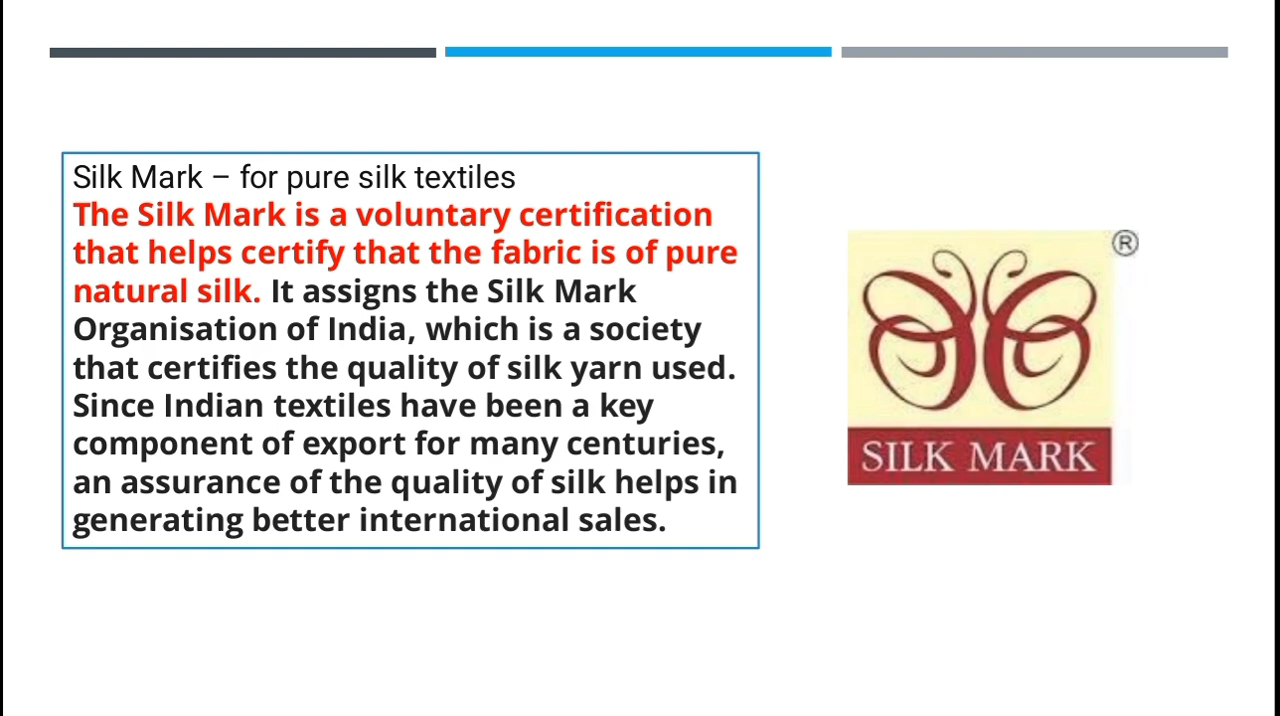 Silk Mark – for pure silk textiles
The Silk Mark is a voluntary certification
that helps certify that the fabric is of pure
natural silk. It assigns the Silk Mark
Organisation of India, which is a society
that certifies the quality of silk yarn used.
Since Indian textiles have been a key
component of export for many centuries,
an assurance of the quality of silk helps in
generating better international sales.
®
SILK MARK